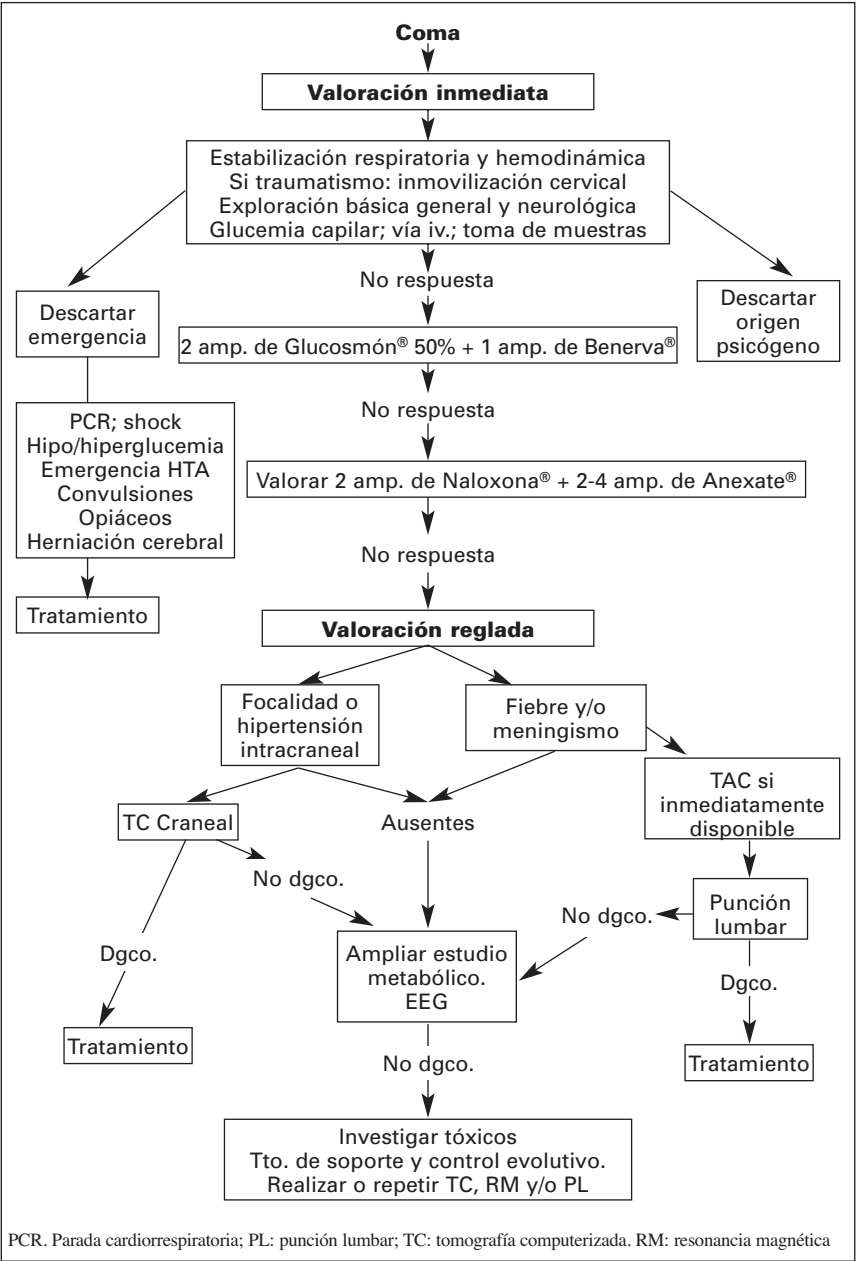 Coma
Valoración inmediata
Estabilización respiratoria y hemodinámica
Si traumatismo: inmovilización cervical
Exploración básica general y neurológica
Glucemia capilar; vía iv.; toma de muestras
No respuesta
Descartar
emergencia
Descartar
origen
psicógeno
2 amp. de Glucosmón® 50% + 1 amp. de Benerva®
No respuesta
PCR; shock
Hipo/hiperglucemia
Emergencia HTA
Convulsiones
Opiáceos
Herniación cerebral
Valorar 2 amp. de Naloxona® + 2-4 amp. de Anexate®
No respuesta
Tratamiento
Valoración reglada
Focalidad o
hipertensión
intracraneal
Fiebre y/o
meningismo
TC Craneal
Ausentes
TAC si
inmediatamente
disponible
No dgco.
Punción
lumbar
No dgco.
Dgco.
Ampliar estudio
metabólico.
EEG
Dgco.
Tratamiento
No dgco.
Tratamiento
Investigar tóxicos
Tto. de soporte y control evolutivo.
Realizar o repetir TC, RM y/o PL
PCR. Parada cardiorrespiratoria; PL: punción lumbar; TC: tomografía computerizada. RM: resonancia magnética